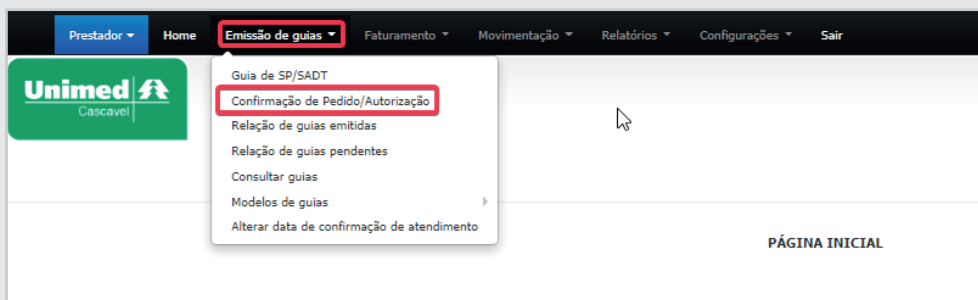 Prestador Home Emissão de guias Faturamento Movimentação Relatórios Configurações Sair
Unimed
Cascavel
Guia de SP/SADT
Confirmação de Pedido/Autorização
Relação de guias emitidas
Relação de guias pendentes
Consultar guias
Modelos de guias
Alterar data de confirmação de atendimento
PÁGINA INICIAL